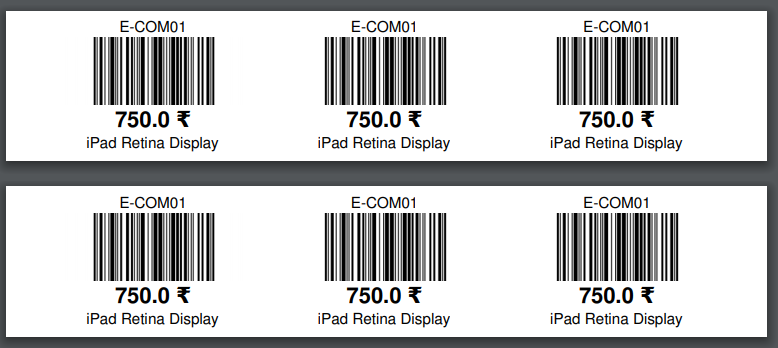 E-COM01 E-COM01 E-COM01
750.0 ₹ 750.0 ₹ 750.0 ₹
iPad Retina Display iPad Retina Display iPad Retina Display
E-COM01 E-COM01 E-COM01
750.0 ₹ 750.0 ₹ 750.0 ₹
iPad Retina Display iPad Retina Display iPad Retina Display